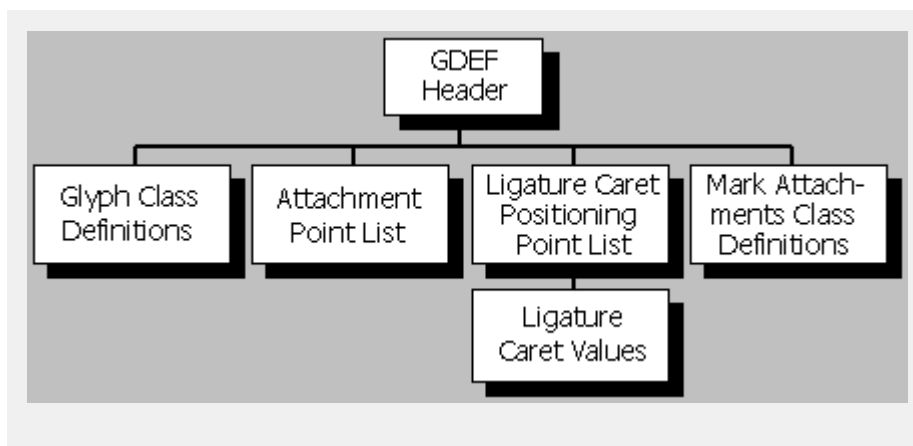 GDEF
Header
Glyph Class
Definitions
Attachment
Point List
Ligature Caret
Positioning
Point List
Mark Attach-
ments Class
Definitions
Ligature
Caret Values